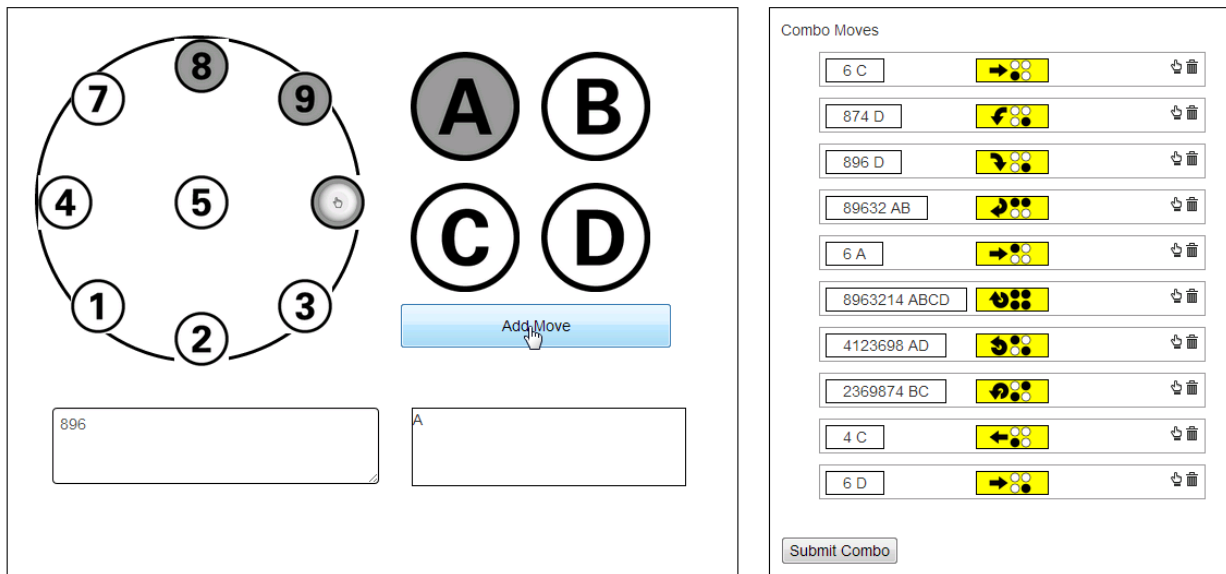 8
7 9
4 5
1 3
2
A B
C D
Add Move
896
A
Combo Moves
6 C
874 D
896 D
89632 AB
6 A
8963214 ABCD
4123698 AD
2369874 BC
4 C
6 D
Submit Combo